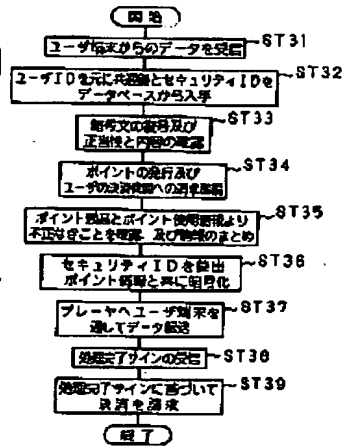 開始
ユーザ端末からのデータを受信
ST31
ユーザIDを元に共通鍵とセキュリティIDを
データベースから入手
ST32
暗号文の復号及び
正当性と内容の確認
ST33
ポイントの発行及び
ユーザの決済機関への
ST34
ポイント製品とポイント使用履歴より
不正なきことを確認、及び情報のまとめ
ST35
セキュリティIDを算出
ポイント情報と共に暗号化
ST36
プレーヤへユーザ端末を
通してデータ転送
ST37
処理完了サインの受信
ST38
処理完了サインに基づいて
決済を請求
ST39
終了